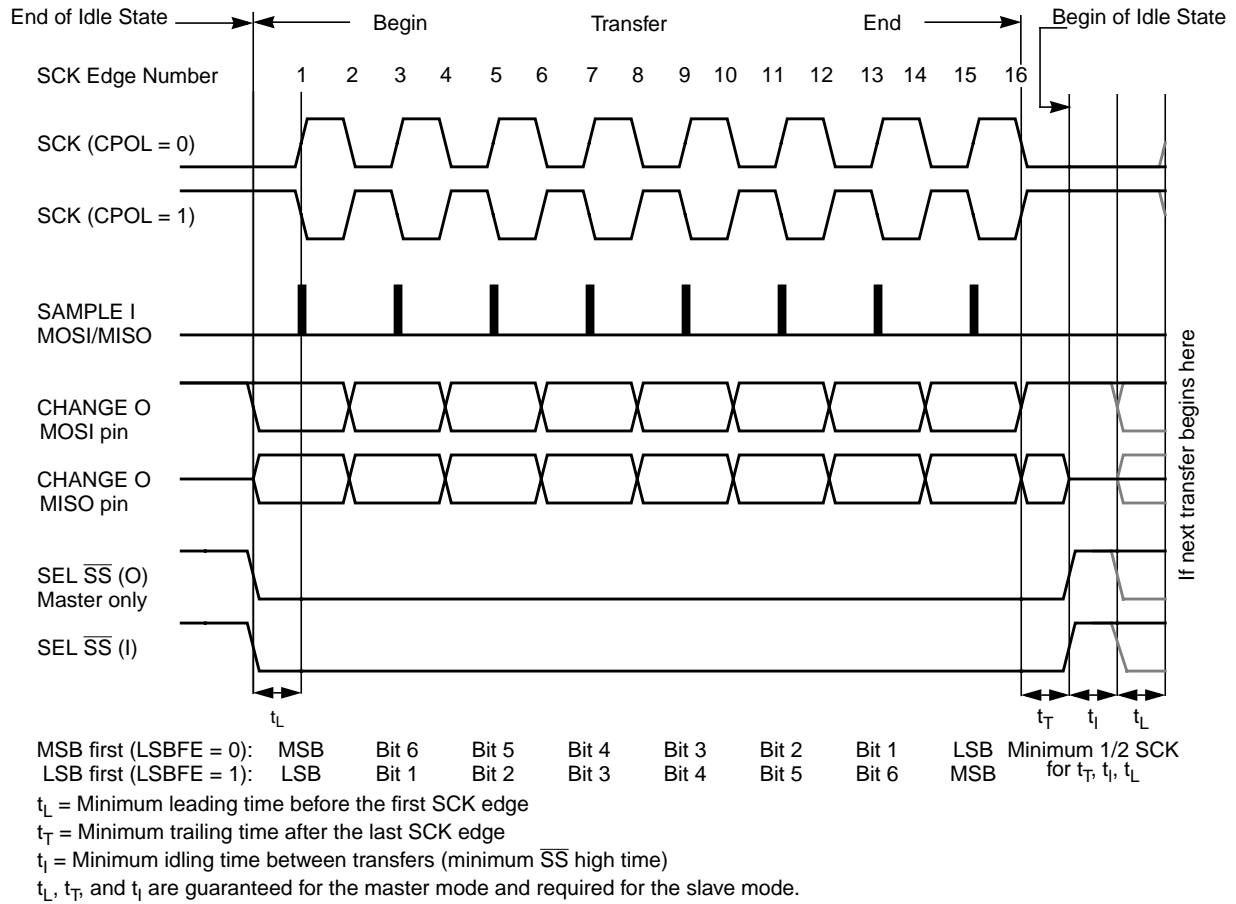 End of Idle State
Begin
Transfer
End
Begin of Idle State
SCK Edge Number
1 2 3 4 5 6 7 8 9 10 11 12 13 14 15 16
SCK (CPOL = 0)
SCK (CPOL = 1)
SAMPLE I
MOSI/MISO
CHANGE O
MOSI pin
CHANGE O
MISO pin
SEL S̅S̅ (O)
Master only
SEL S̅S̅ (I)
If next transfer begins here
tL
tT
tI
tL
MSB first (LSBFE = 0): MSB Bit 6 Bit 5 Bit 4 Bit 3 Bit 2 Bit 1 LSB
LSB first (LSBFE = 1): LSB Bit 1 Bit 2 Bit 3 Bit 4 Bit 5 Bit 6 MSB
Minimum 1/2 SCK
for tT, tI, tL
tL = Minimum leading time before the first SCK edge
tT = Minimum trailing time after the last SCK edge
tI = Minimum idling time between transfers (minimum S̅S̅ high time)
tL, tT, and tI are guaranteed for the master mode and required for the slave mode.